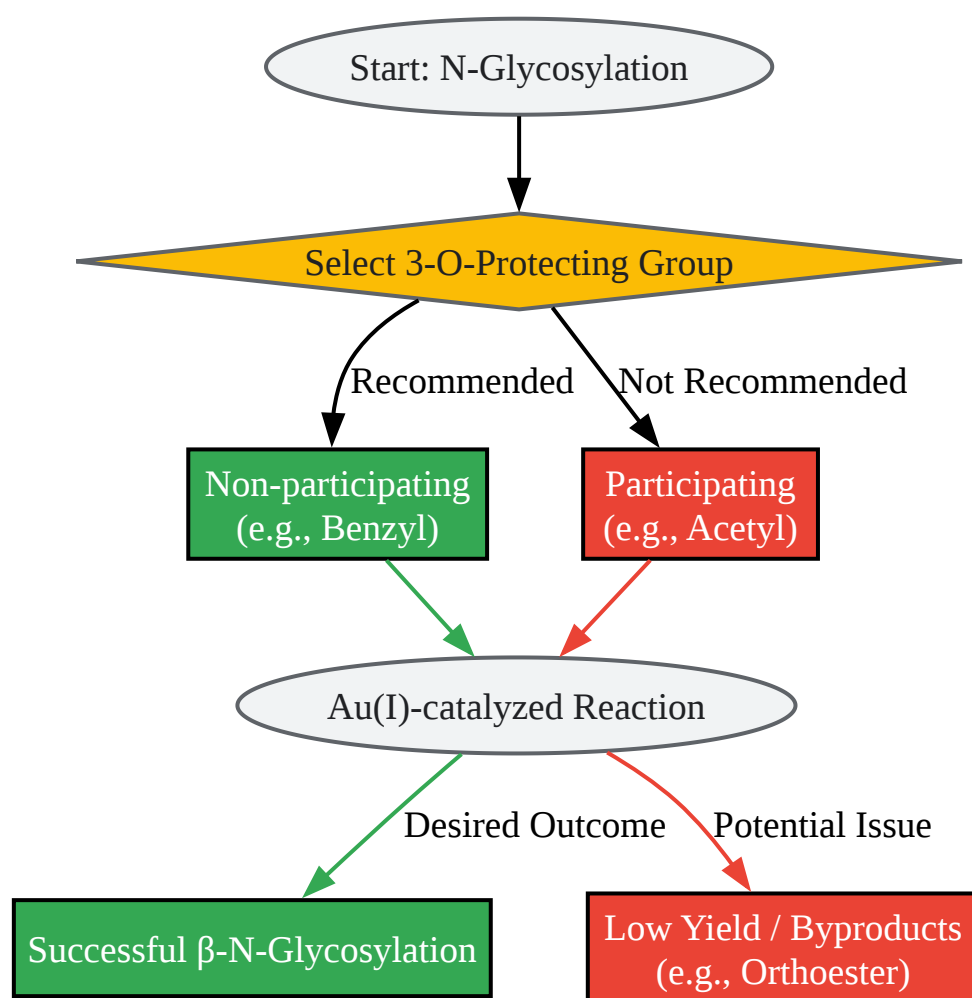 Start: N-Glycosylation
Select 3-O-Protecting Group
Recommended
Not Recommended
Non-participating
(e.g., Benzyl)
Participating
(e.g., Acetyl)
Au(I)-catalyzed Reaction
Desired Outcome
Potential Issue
Successful β-N-Glycosylation
Low Yield / Byproducts
(e.g., Orthoester)